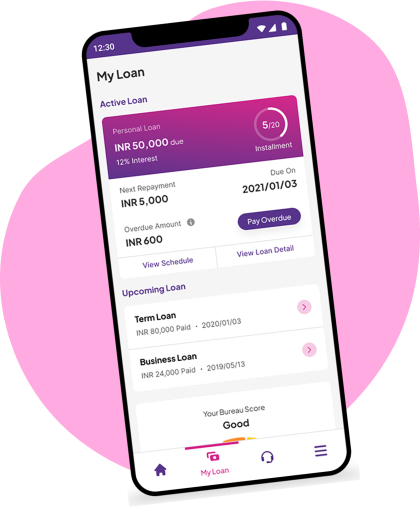 12:30
My Loan
Active Loan
Personal Loan
INR 50,000 due
12% Interest
5/20
Installment
Next Repayment
INR 5,000
Due On
2021/01/03
Overdue Amount
INR 600
Pay Overdue
View Schedule
View Loan Detail
Upcoming Loan
Term Loan
INR 80,000 Paid • 2020/01/03
Business Loan
INR 24,000 Paid • 2019/05/13
Your Bureau Score
Good
My Loan